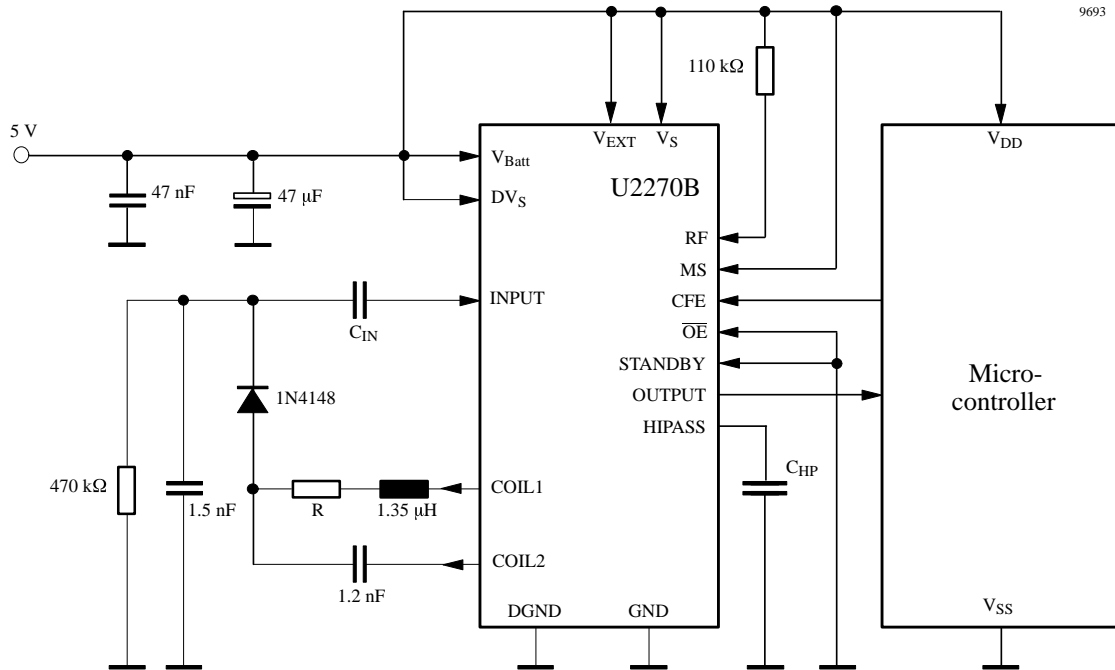 9693
110 kΩ
5 V
V_EXT
V_S
V_DD
V_Batt
U2270B
47 nF
47 μF
DV_S
RF
MS
INPUT
CFE
C_IN
O̅E̅
STANDBY
Micro-
controller
1N4148
OUTPUT
HIPASS
C_HP
470 kΩ
COIL1
1.5 nF
R
1.35 μH
COIL2
1.2 nF
DGND
GND
V_SS